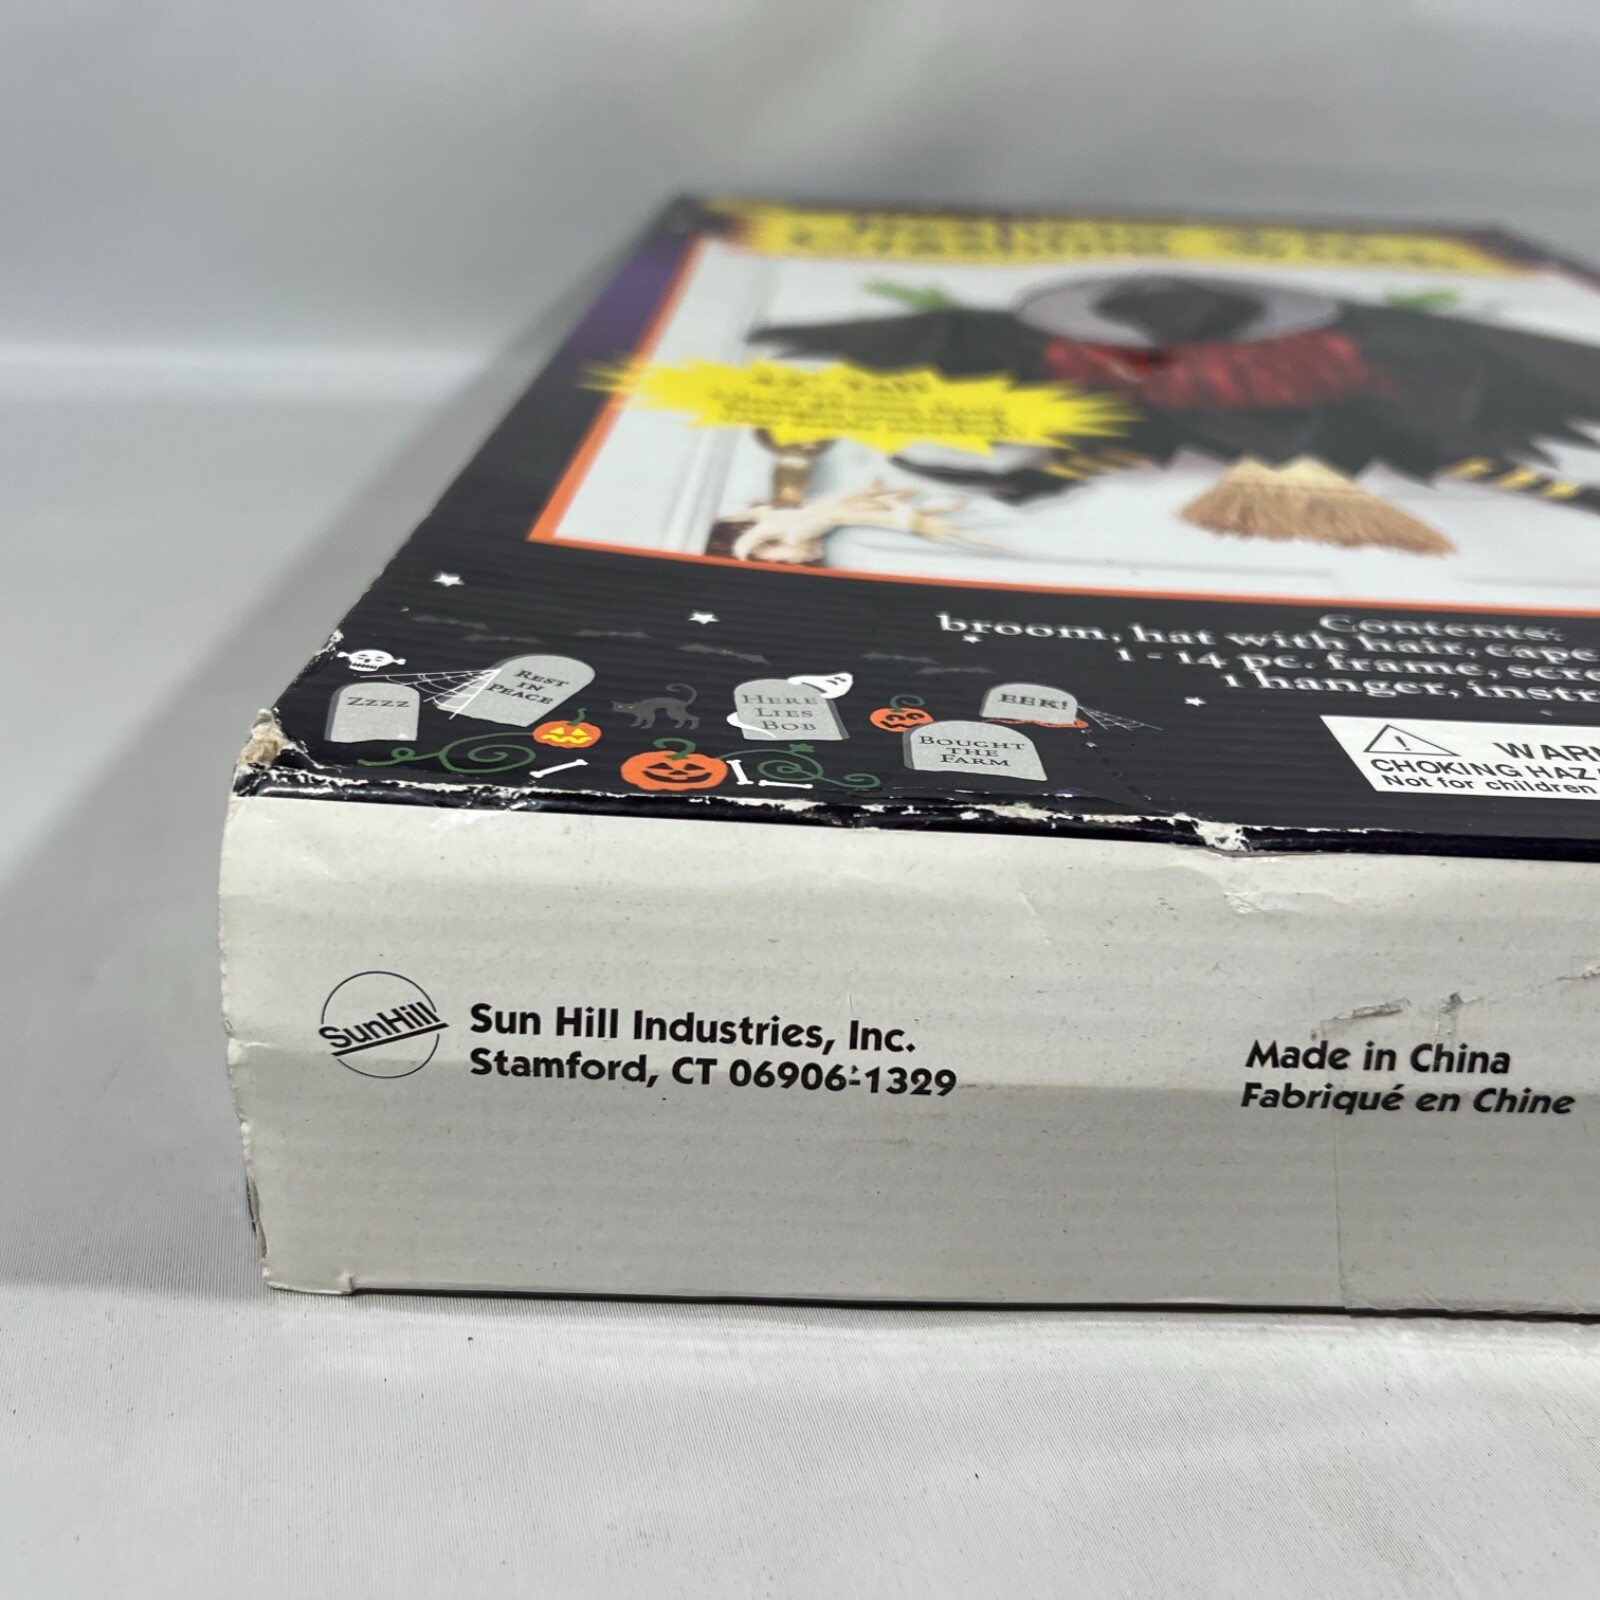 Crashing Witch
Contents:
broom, hat with hair, cape
1 - 14 pc. frame, scre
1 hanger, instr
Zzzz
REST
IN
PEACE
HERE
LIES
BOB
EEK!
BOUGHT
THE
FARM
WARN
CHOKING HAZ
Not for children
SunHill
Sun Hill Industries, Inc.
Stamford, CT 06906-1329
Made in China
Fabriqué en Chine